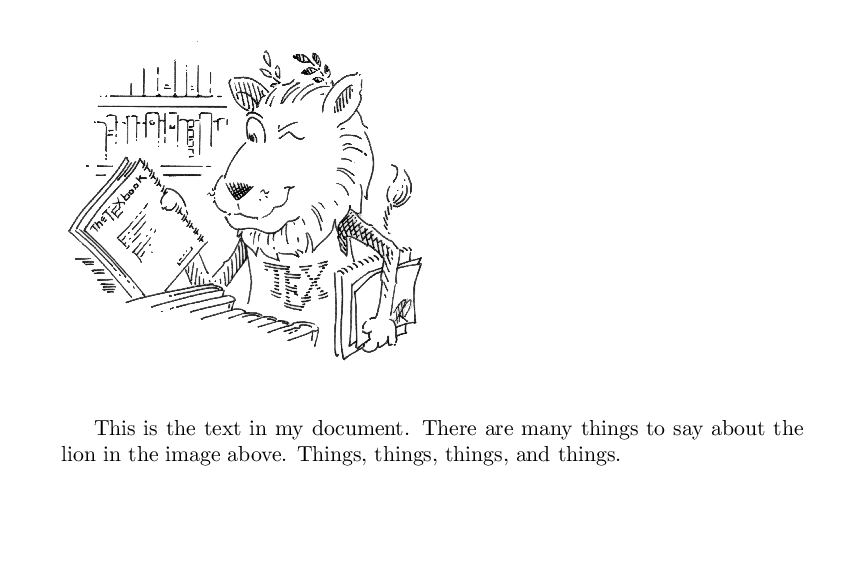 The TEXbook
TEX
This is the text in my document. There are many things to say about the
lion in the image above. Things, things, things, and things.